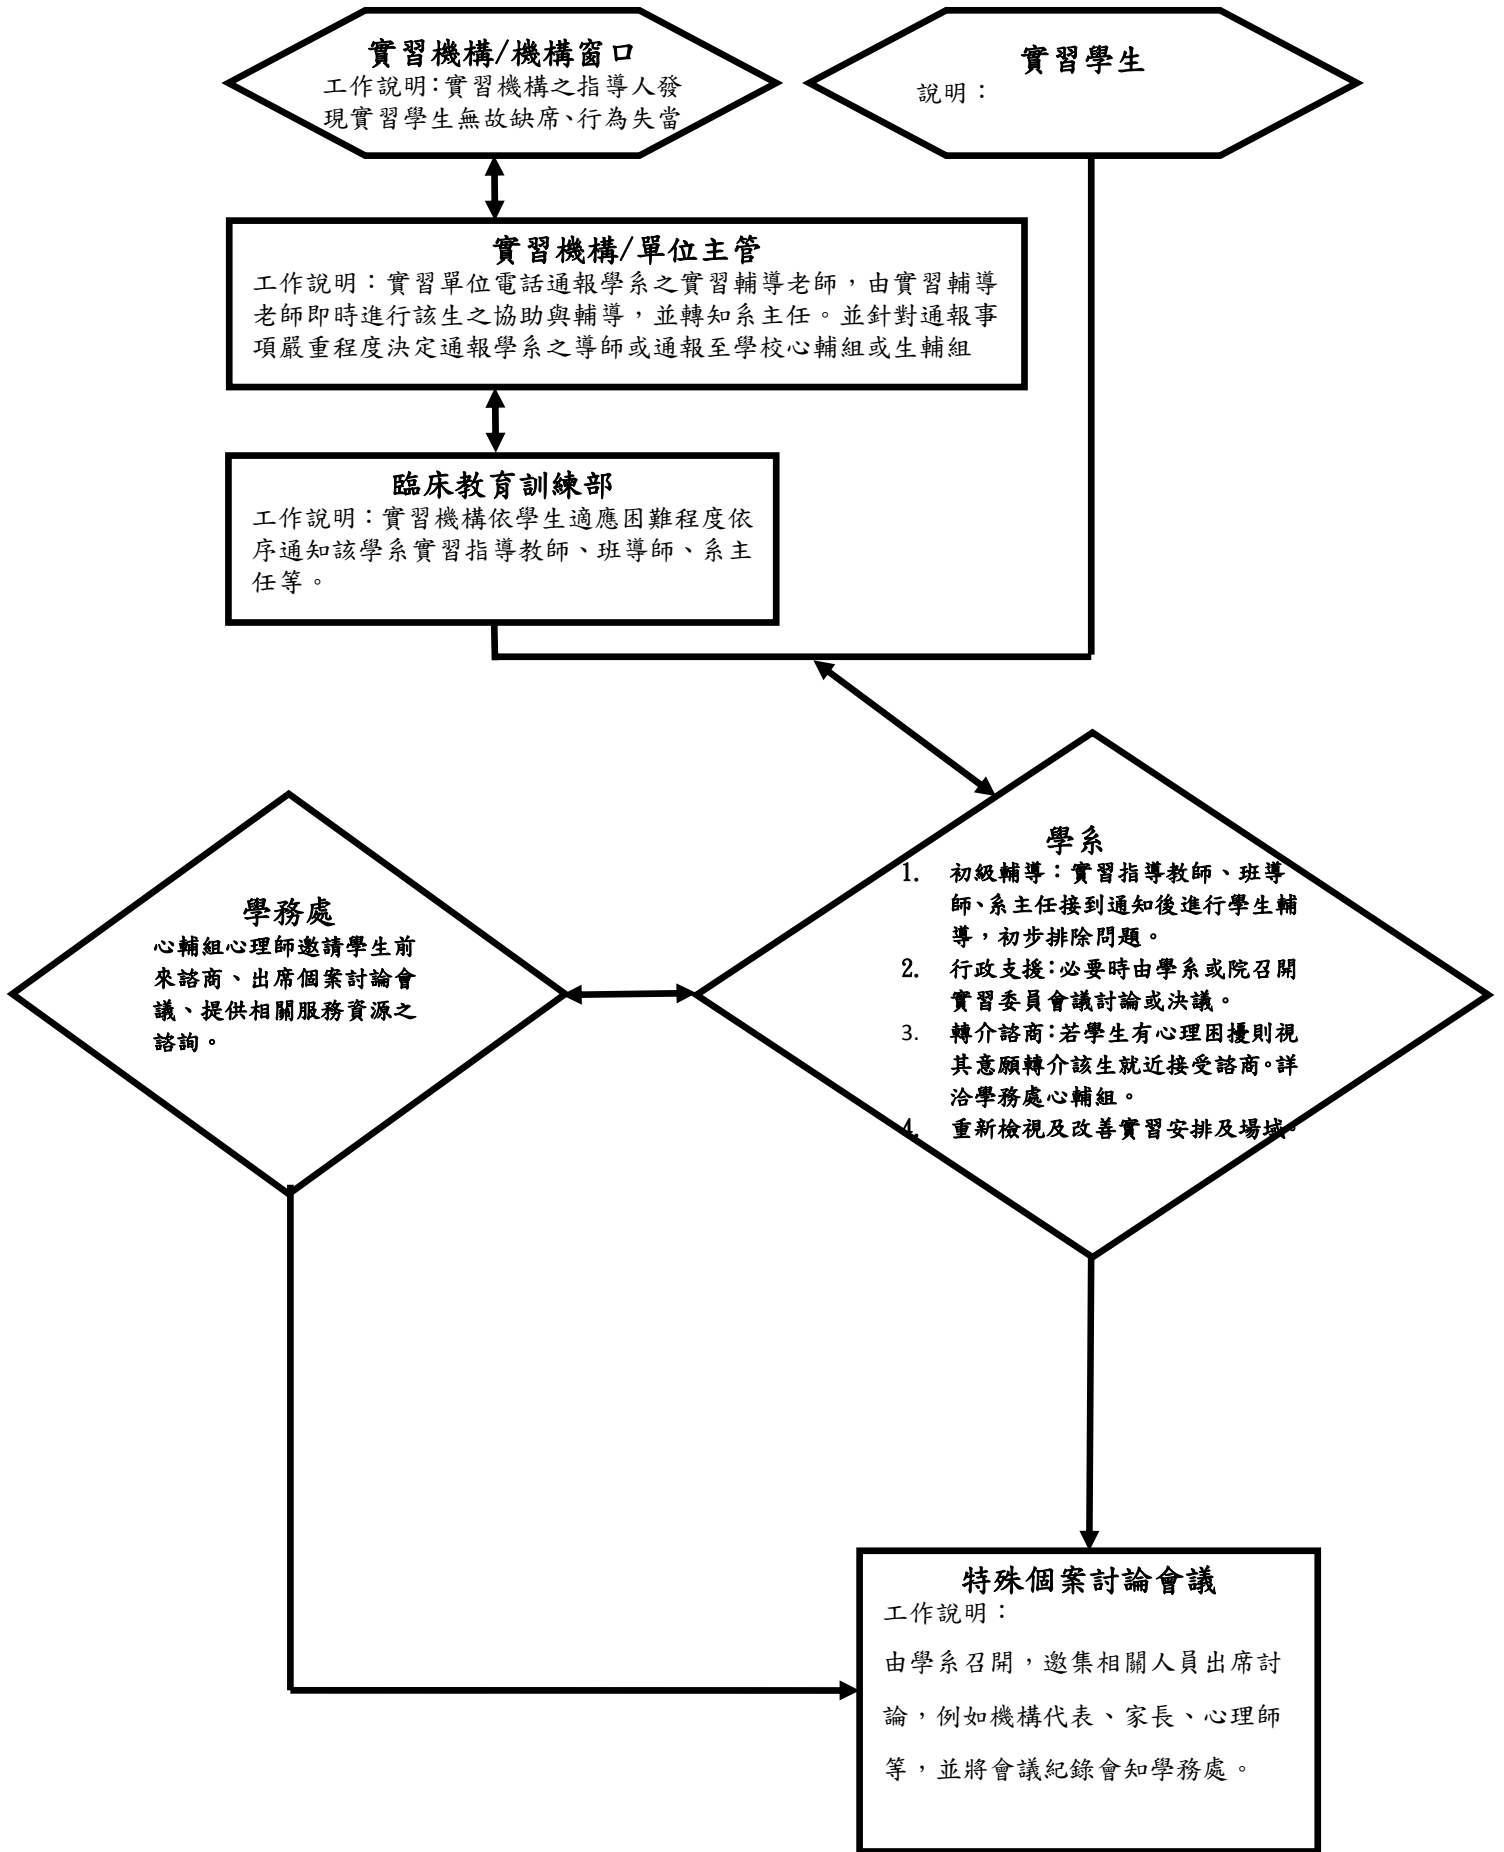 實習機構/機構窗口
工作說明：實習機構之指導人發
現實習學生無故缺席、行為失當
實習學生
說明：
實習機構/單位主管
工作說明：實習單位電話通報學系之實習輔導老師，由實習輔導
老師即時進行該生之協助與輔導，並轉知系主任。並針對通報事
項嚴重程度決定通報學系之導師或通報至學校心輔組或生輔組
臨床教育訓練部
工作說明：實習機構依學生適應困難程度依
序通知該學系實習指導教師、班導師、系主
任等。
學系
1. 初級輔導：實習指導教師、班導
師、系主任接到通知後進行學生輔
導，初步排除問題。
2. 行政支援：必要時由學系或院召開
實習委員會議討論或決議。
3. 轉介諮商：若學生有心理困擾則視
其意願轉介該生就近接受諮商。詳
洽學務處心輔組。
4. 重新檢視及改善實習安排及場域。
學務處
心輔組心理師邀請學生前
來諮商、出席個案討論會
議、提供相關服務資源之
諮詢。
特殊個案討論會議
工作說明：
由學系召開，邀集相關人員出席討
論，例如機構代表、家長、心理師
等，並將會議紀錄會知學務處。